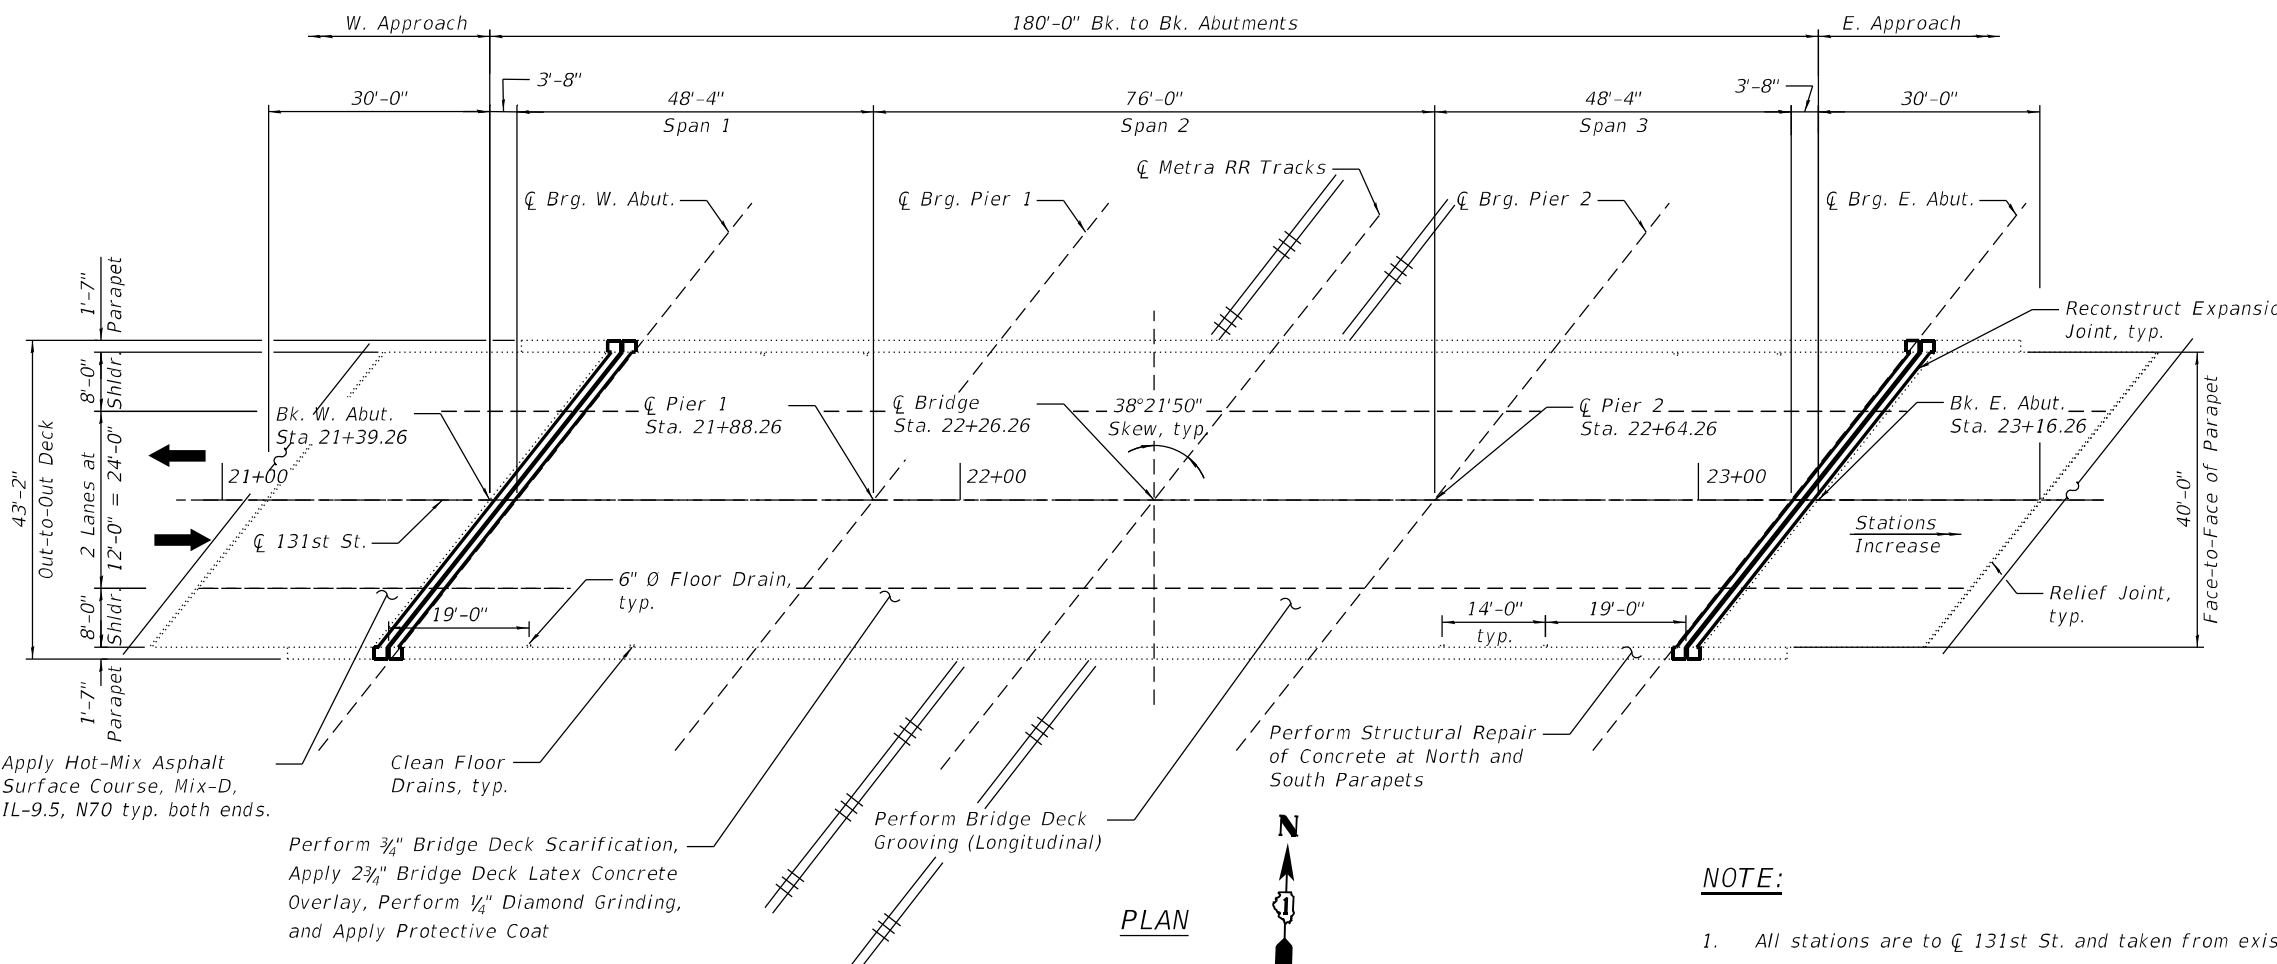 W. Approach
180'-0" Bk. to Bk. Abutments
E. Approach
3'-8"
3'-8"
30'-0"
48'-4"
76'-0"
48'-4"
30'-0"
Span 1
Span 2
Span 3
℄ Metra RR Tracks
℄ Brg. W. Abut.
℄ Brg. Pier 1
℄ Brg. Pier 2
℄ Brg. E. Abut.
1'-7"
Parapet
8'-0"
Shldr.
2 Lanes at
12'-0" = 24'-0"
8'-0"
Shldr.
1'-7"
Parapet
43'-2"
Out-to-Out Deck
Reconstruct Expansio
Joint, typ.
Bk. W. Abut.
Sta. 21+39.26
℄ Pier 1
Sta. 21+88.26
℄ Bridge
Sta. 22+26.26
38°21'50"
Skew, typ.
℄ Pier 2
Sta. 22+64.26
Bk. E. Abut.
Sta. 23+16.26
21+00
22+00
23+00
℄ 131st St.
Stations
Increase
40'-0"
Face-to-Face of Parapet
6" Ø Floor Drain,
typ.
19'-0"
14'-0"
typ.
19'-0"
Relief Joint,
typ.
Apply Hot-Mix Asphalt
Surface Course, Mix-D,
IL-9.5, N70 typ. both ends.
Clean Floor
Drains, typ.
Perform Structural Repair
of Concrete at North and
South Parapets
Perform Bridge Deck
Grooving (Longitudinal)
Perform ¾" Bridge Deck Scarification,
Apply 2¾" Bridge Deck Latex Concrete
Overlay, Perform ¼" Diamond Grinding,
and Apply Protective Coat
N
1
PLAN
NOTE:
1. All stations are to ℄ 131st St. and taken from exis